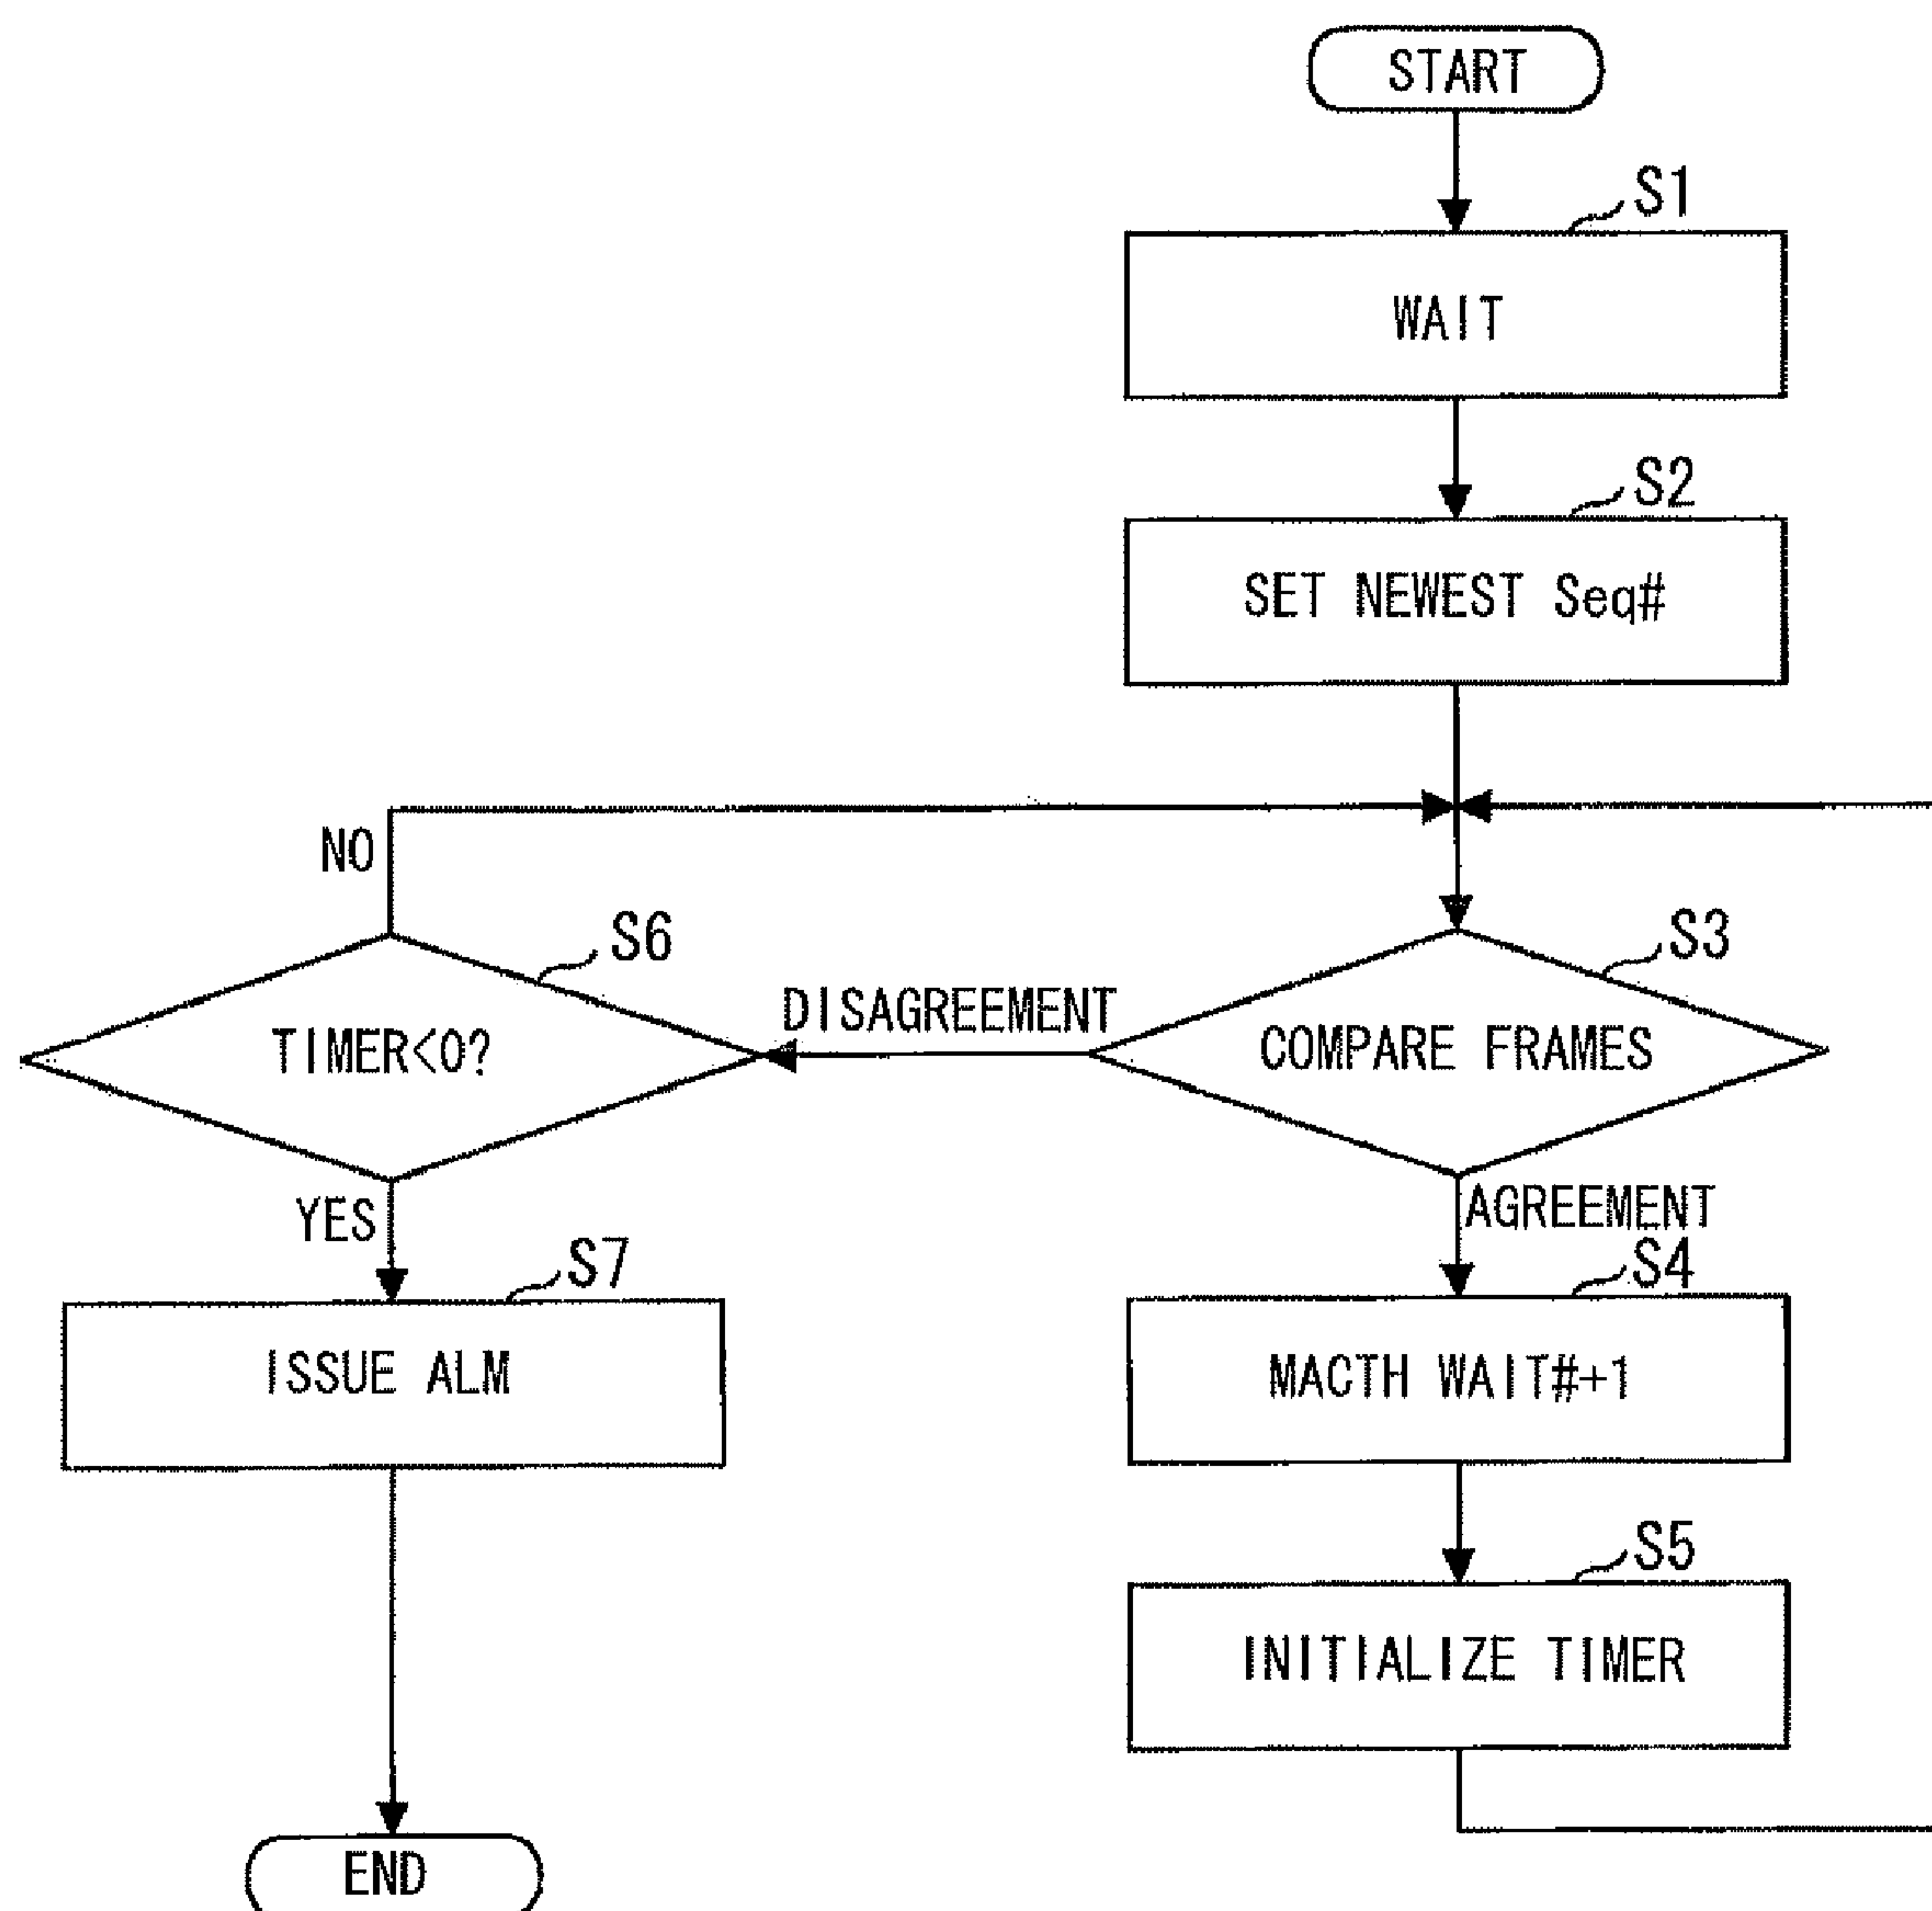 START
S1
WAIT
S2
SET NEWEST Seq#
NO
S6
S3
TIMER<0?
DISAGREEMENT
COMPARE FRAMES
YES
AGREEMENT
S7
S4
ISSUE ALM
MACTH WAIT#+1
S5
INITIALIZE TIMER
END